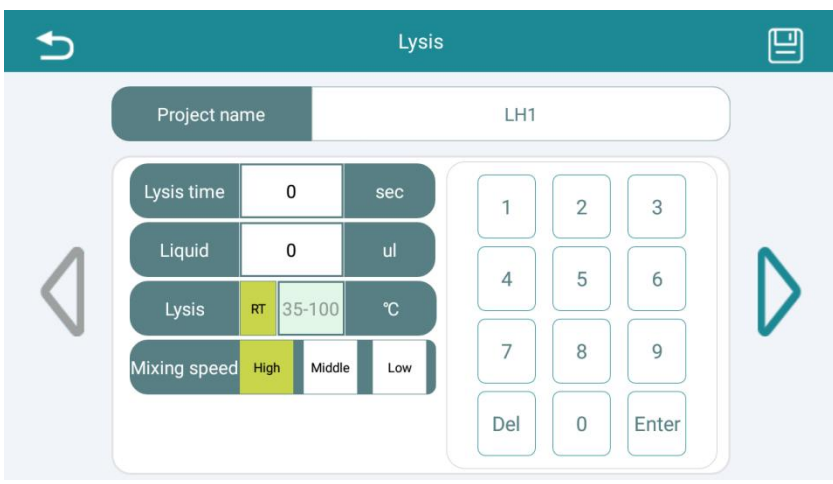 Lysis
Project name LH1
Lysis time 0 sec
Liquid 0 ul
Lysis RT 35-100 ℃
Mixing speed High Middle Low
1 2 3
4 5 6
7 8 9
Del 0 Enter